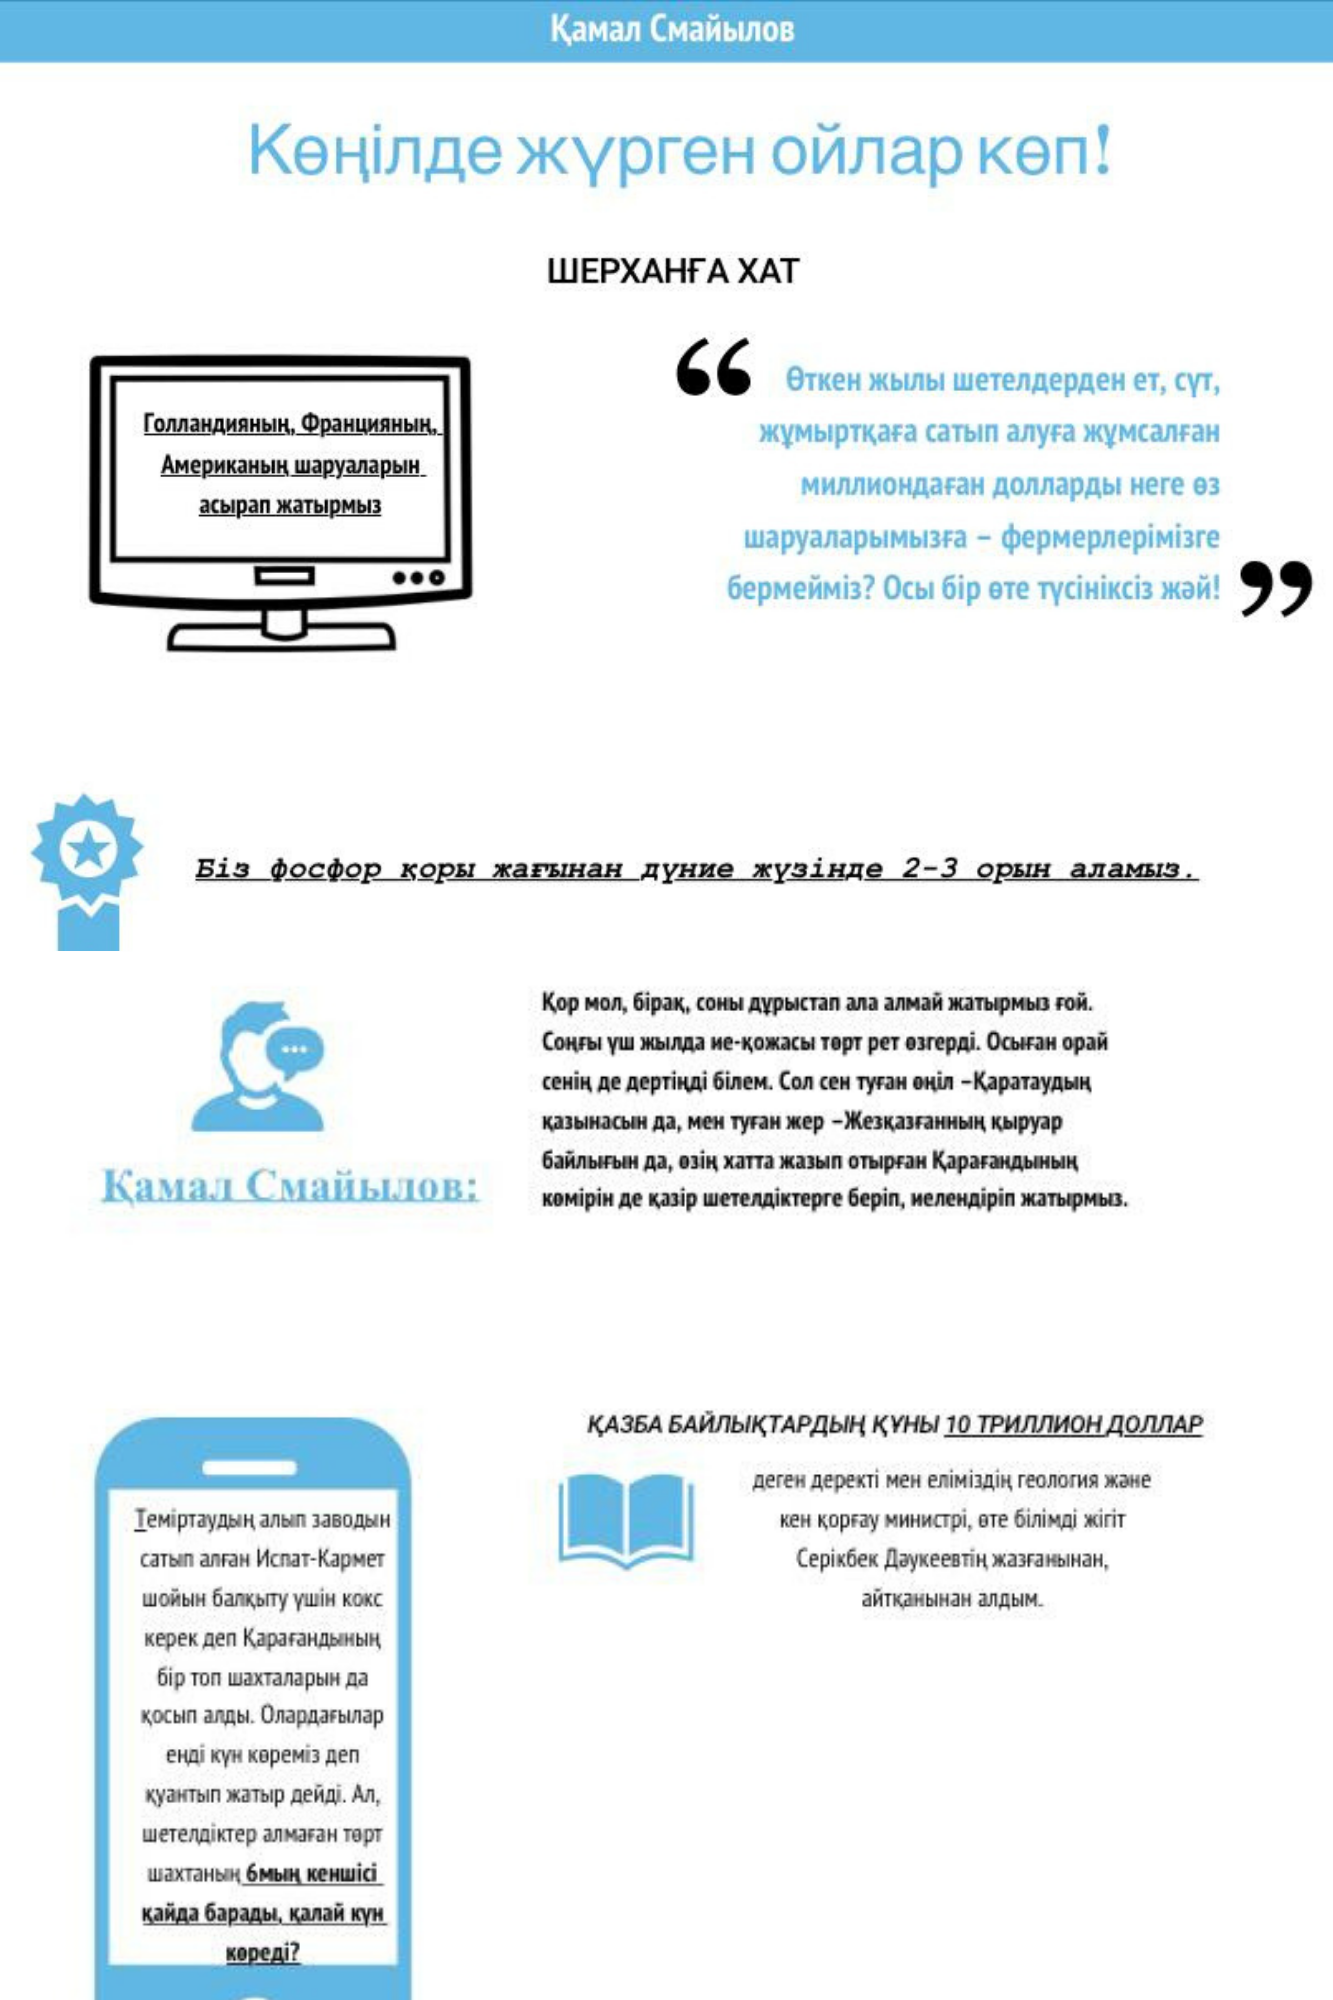 Қамал Смайылов
Көңілде жүрген ойлар көп!
ШЕРХАНҒА ХАТ
Голландияның, Францияның,
Американың шаруаларын
асырап жатырмыз
“ Өткен жылы шетелдерден ет, сүт,
жұмыртқаға сатып алуға жұмсалған
миллиондаған долларды неге өз
шаруаларымызға – фермерлерімізге
бермейміз? Осы бір өте түсініксіз жәй! ”
Біз фосфор қоры жағынан дүние жүзінде 2-3 орын аламыз.
Қамал Смайылов:
Қор мол, бірақ, соны дұрыстап ала алмай жатырмыз ғой.
Соңғы үш жылда ие-қожасы төрт рет өзгерді. Осыған орай
сенің де дертіңді білем. Сол сен туған өңіл –Қаратаудың
қазынасын да, мен туған жер –Жезқазғанның қыруар
байлығын да, өзің хатта жазып отырған Қарағандының
көмірін де қазір шетелдіктерге беріп, иелендіріп жатырмыз.
Теміртаудың алып заводын
сатып алған Испат-Кармет
шойын балқыту үшін кокс
керек деп Қарағандының
бір топ шахталарын да
қосып алды. Олардағылар
енді күн көреміз деп
қуантып жатыр дейді. Ал,
шетелдіктер алмаған төрт
шахтаның 6мың кеншісі
қайда барады, қалай күн
көреді?
ҚАЗБА БАЙЛЫҚТАРДЫҢ ҚҰНЫ 10 ТРИЛЛИОН ДОЛЛАР
деген деректі мен еліміздің геология және
кен қорғау министрі, өте білімді жігіт
Серікбек Дәукеевтің жазғанынан,
айтқанынан алдым.